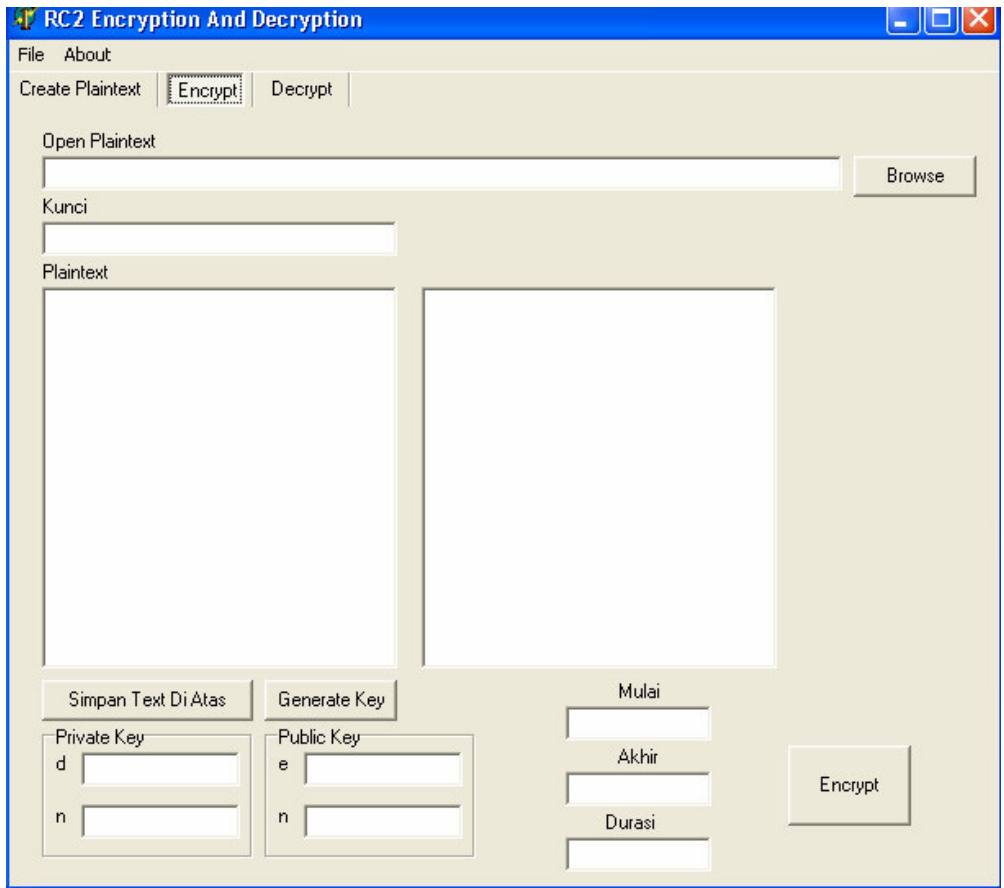 RC2 Encryption And Decryption
File About
Create Plaintext Encrypt Decrypt
Open Plaintext
Browse
Kunci
Plaintext
Simpan Text Di Atas Generate Key
Private Key
d
n
Public Key
e
n
Mulai
Akhir
Durasi
Encrypt